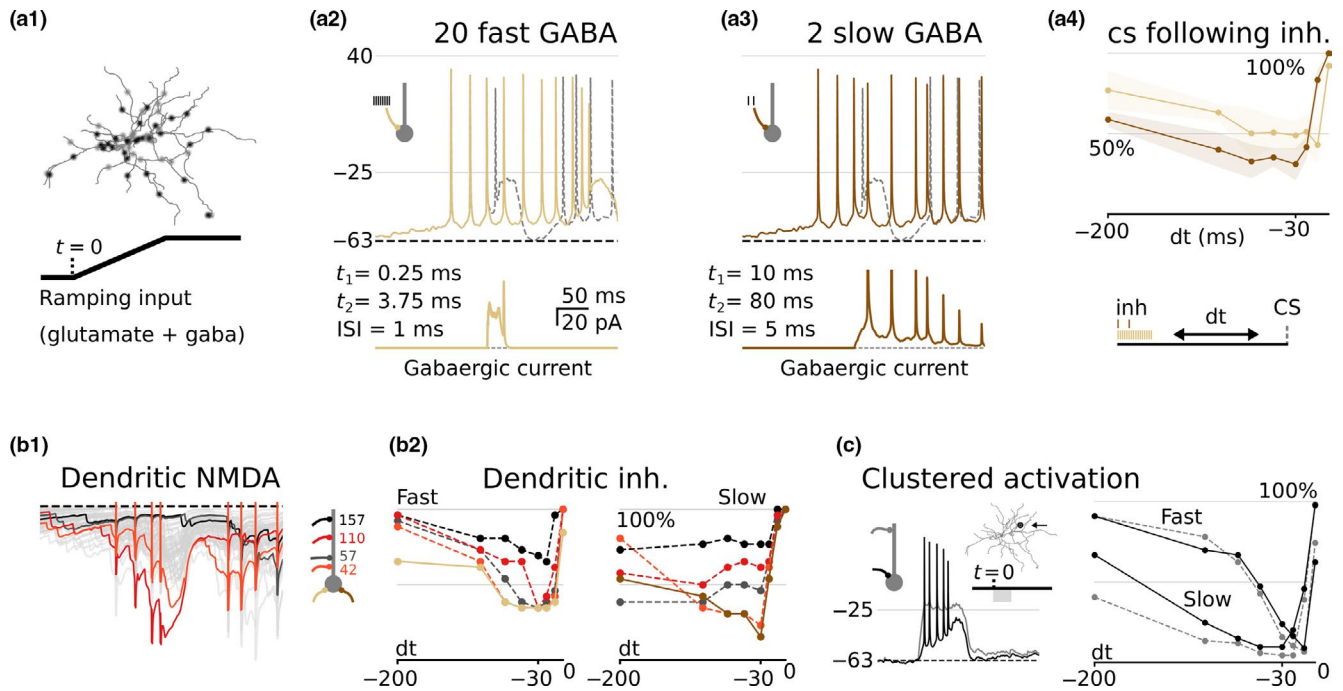 (a1)
t = 0
Ramping input
(glutamate + gaba)
(a2)
20 fast GABA
40
−25
−63
t1= 0.25 ms
t2= 3.75 ms
ISI = 1 ms
50 ms
20 pA
Gabaergic current
(a3)
2 slow GABA
−25
−63
t1= 10 ms
t2= 80 ms
ISI = 5 ms
Gabaergic current
(a4)
cs following inh.
100%
50%
−200
dt (ms)
−30
inh
dt
CS
(b1)
Dendritic NMDA
157
110
57
42
(b2)
Dendritic inh.
Fast
dt
−200
−30
0
Slow
100%
dt
−200
−30
0
(c)
Clustered activation
t=0
−25
−63
100%
Fast
Slow
dt
−200
−30
0